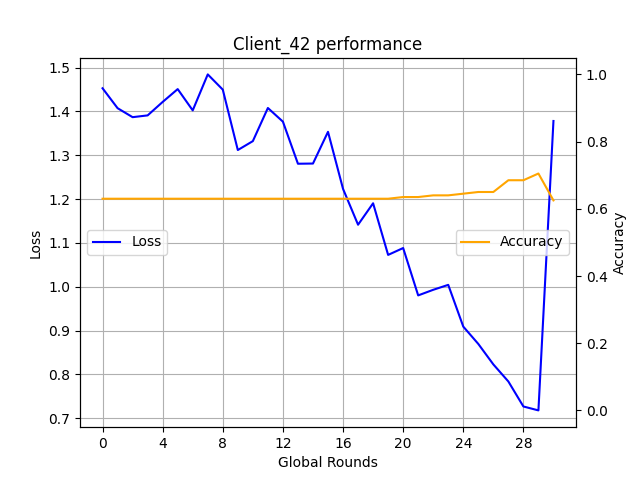 Client_42 performance
1.5
1.4
1.3
1.2
1.1
1.0
0.9
0.8
0.7
Loss
Loss
Accuracy
1.0
0.8
0.6
0.4
0.2
0.0
Accuracy
0 4 8 12 16 20 24 28
Global Rounds